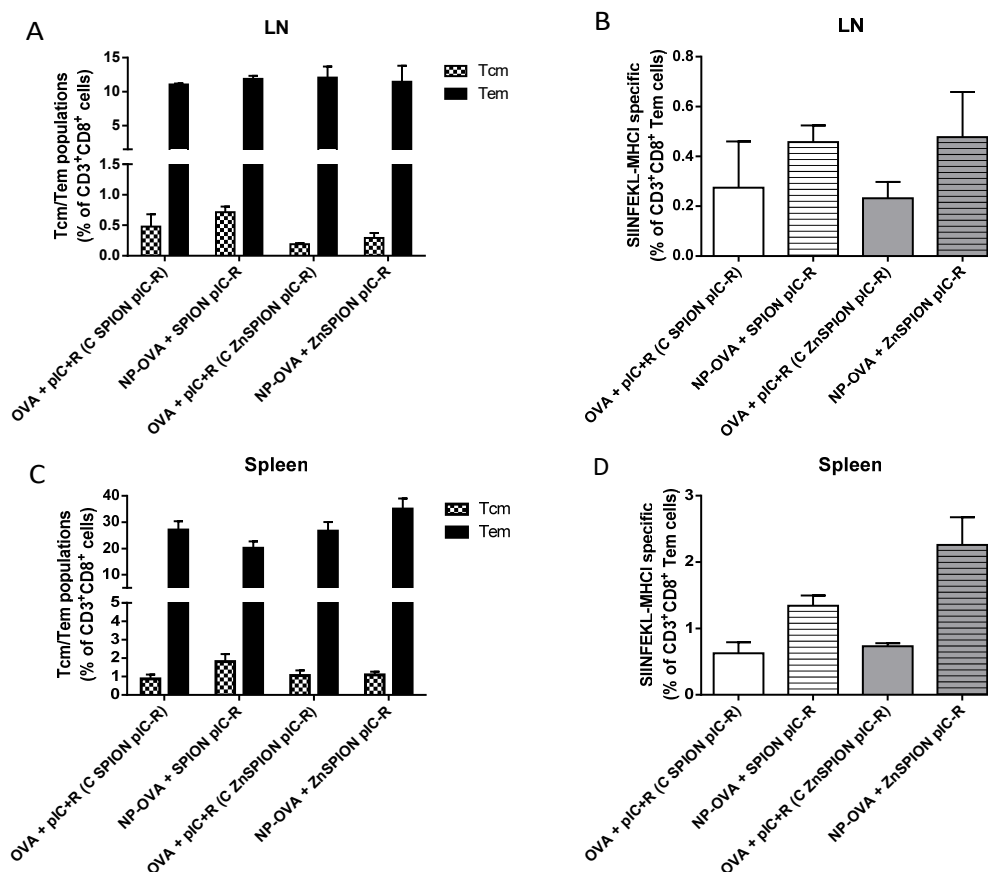 A
LN
Tcm/Tem populations
(% of CD3⁺CD8⁺ cells)
15
10
5
1.5
1.0
0.5
0.0
Tcm
Tem
OVA + pIC+R (C SPION pIC-R)
NP-OVA + SPION pIC-R
OVA + pIC+R (C ZnSPION pIC-R)
NP-OVA + ZnSPION pIC-R
B
LN
SIINFEKL-MHCI specific
(% of CD3⁺CD8⁺ Tem cells)
0.8
0.6
0.4
0.2
0.0
OVA + pIC+R (C SPION pIC-R)
NP-OVA + SPION pIC-R
OVA + pIC+R (C ZnSPION pIC-R)
NP-OVA + ZnSPION pIC-R
C
Spleen
Tcm/Tem populations
(% of CD3⁺CD8⁺ cells)
40
30
20
10
5
4
3
2
1
0
Tcm
Tem
OVA + pIC+R (C SPION pIC-R)
NP-OVA + SPION pIC-R
OVA + pIC+R (C ZnSPION pIC-R)
NP-OVA + ZnSPION pIC-R
D
Spleen
SIINFEKL-MHCI specific
(% of CD3⁺CD8⁺ Tem cells)
3
2
1
0
OVA + pIC+R (C SPION pIC-R)
NP-OVA + SPION pIC-R
OVA + pIC+R (C ZnSPION pIC-R)
NP-OVA + ZnSPION pIC-R